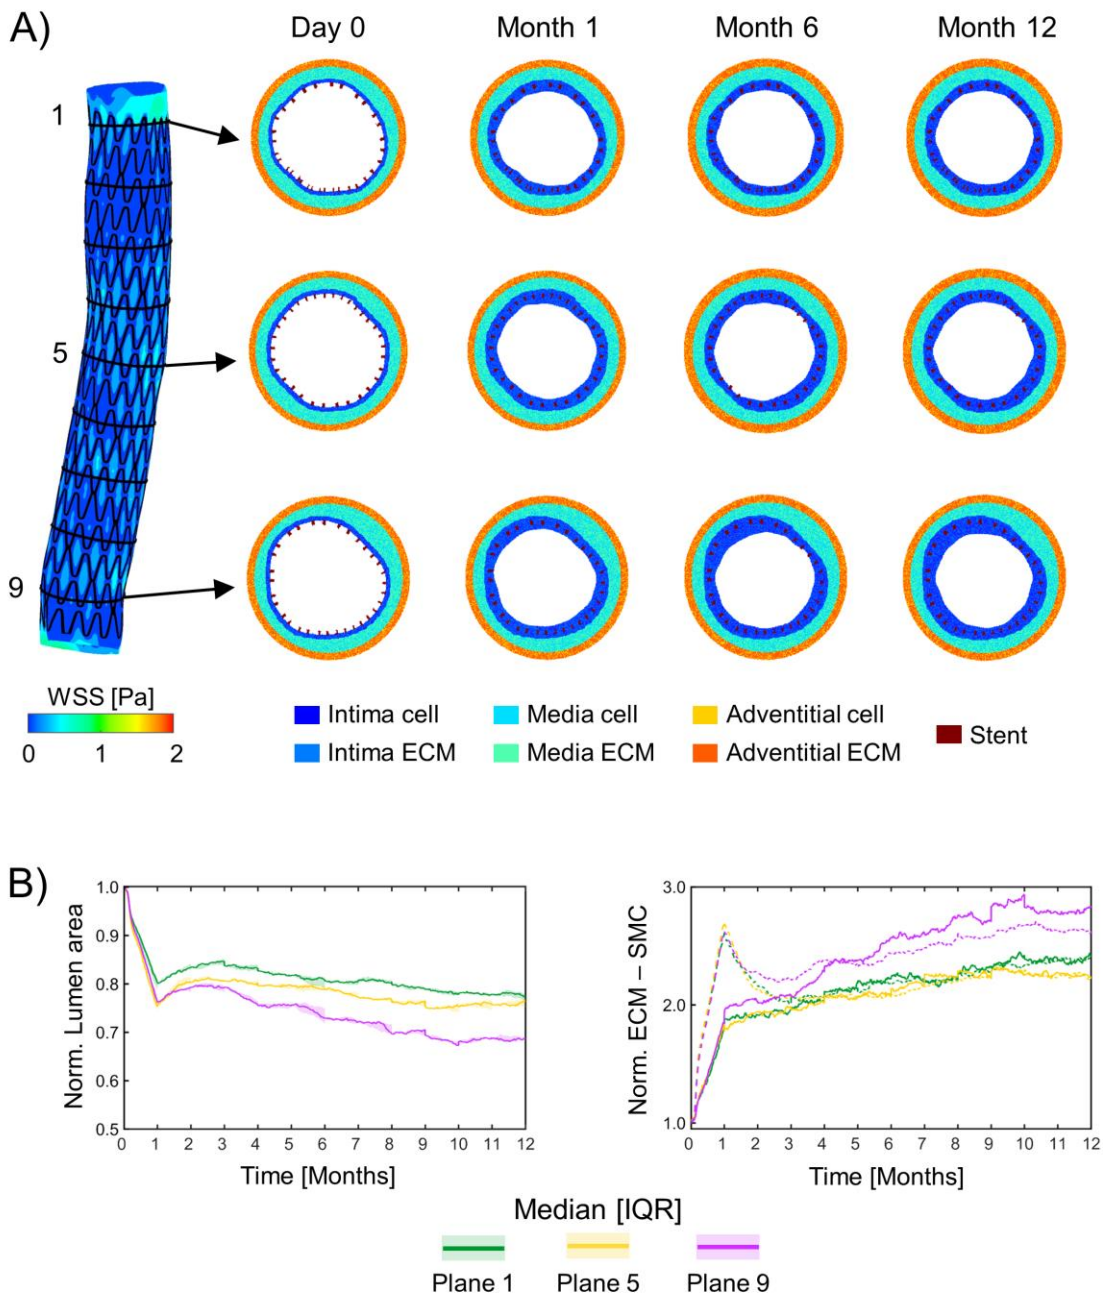 A)
Day 0 Month 1 Month 6 Month 12
1
5
9
WSS [Pa]
0 1 2
Intima cell Media cell Adventitial cell Stent
Intima ECM Media ECM Adventitial ECM
B)
Norm. Lumen area
1.0
0.9
0.8
0.7
0.6
0.5
0 1 2 3 4 5 6 7 8 9 10 11 12
Time [Months]
Norm. ECM – SMC
3.0
2.0
1.0
0 1 2 3 4 5 6 7 8 9 10 11 12
Time [Months]
Median [IQR]
Plane 1 Plane 5 Plane 9